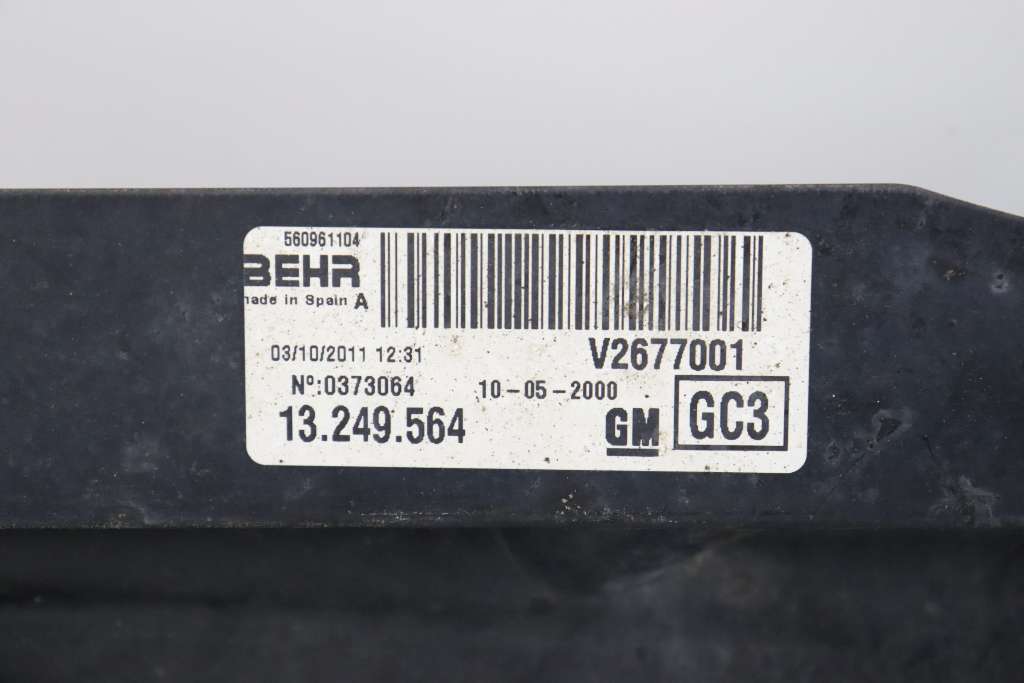 560961104
BEHR
made in Spain A
03/10/2011 12:31
V2677001
Nº:0373064
10-05-2000
13.249.564
GM
GC3